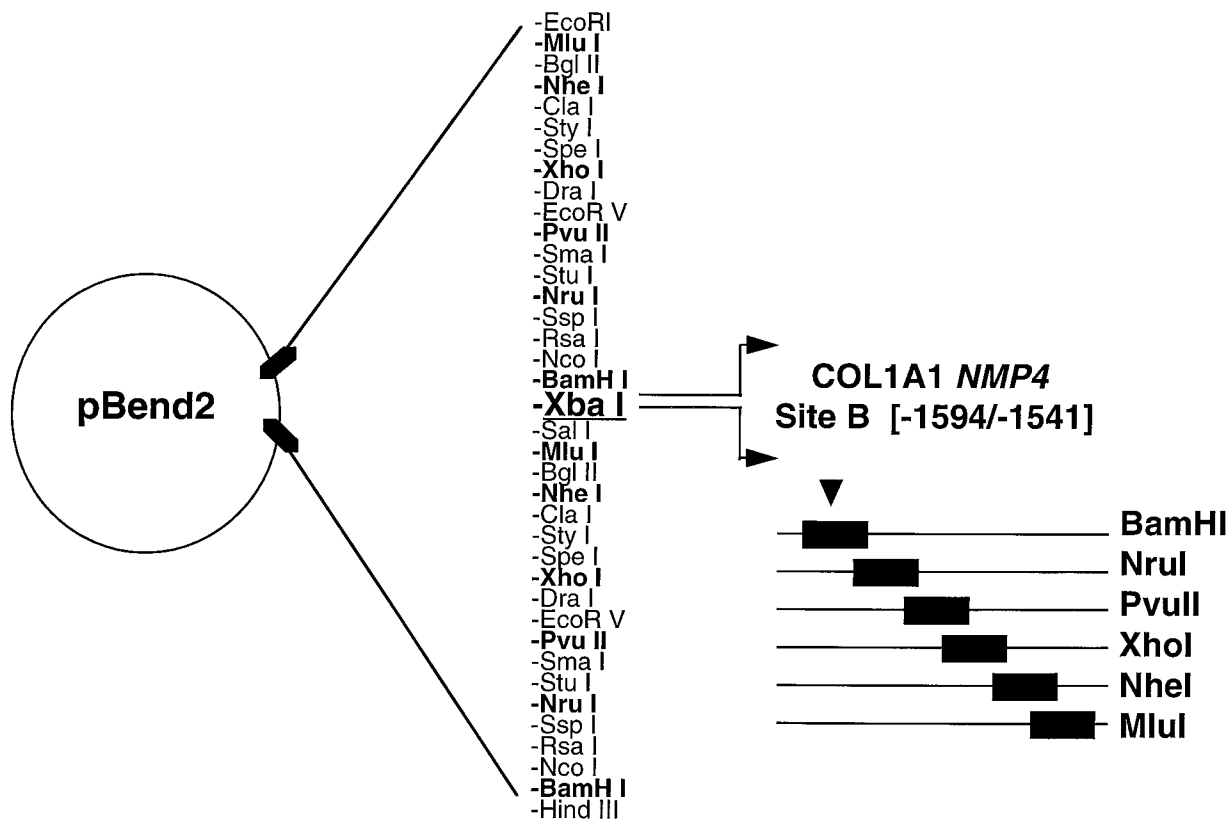 pBend2
-EcoRI
-Mlu I
-Bgl II
-Nhe I
-Cla I
-Sty I
-Spe I
-Xho I
-Dra I
-EcoR V
-Pvu II
-Sma I
-Stu I
-Nru I
-Ssp I
-Rsa I
-Nco I
-BamH I
-Xba I
-Sal I
-Mlu I
-Bgl II
-Nhe I
-Cla I
-Sty I
-Spe I
-Xho I
-Dra I
-EcoR V
-Pvu II
-Sma I
-Stu I
-Nru I
-Ssp I
-Rsa I
-Nco I
-BamH I
-Hind III
COL1A1 NMP4
Site B [-1594/-1541]
BamHI
NruI
PvuII
XhoI
NheI
MluI